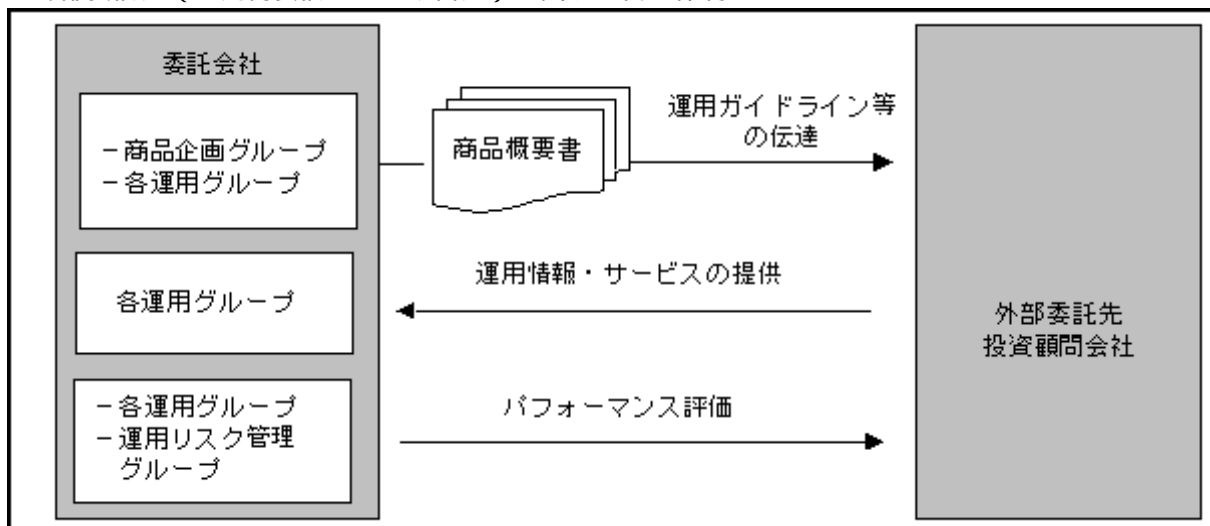 委託会社
－商品企画グループ
－各運用グループ
商品概要書
運用ガイドライン等
の伝達
各運用グループ
運用情報・サービスの提供
外部委託先
投資顧問会社
－各運用グループ
－運用リスク管理
グループ
パフォーマンス評価